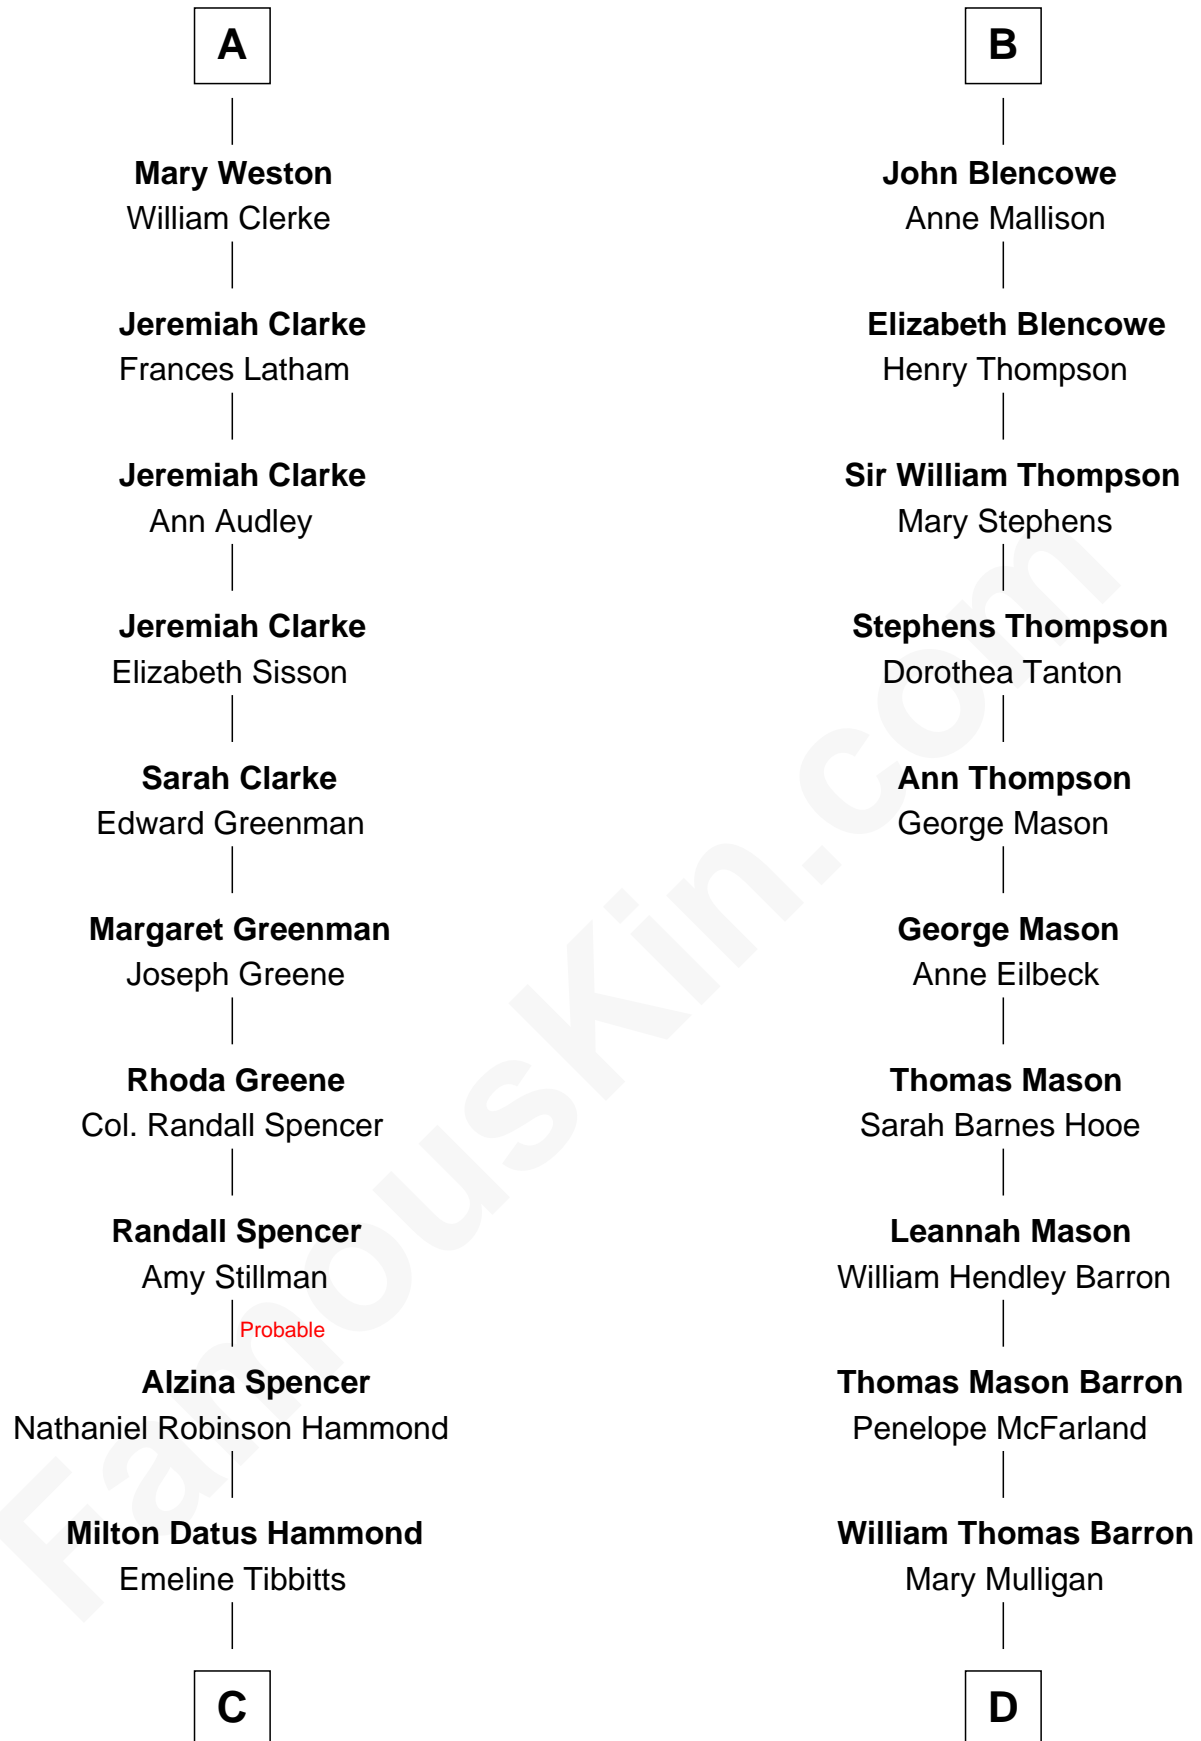 A
Mary Weston
William Clerke
Jeremiah Clarke
Frances Latham
Jeremiah Clarke
Ann Audley
Jeremiah Clarke
Elizabeth Sisson
Sarah Clarke
Edward Greenman
Margaret Greenman
Joseph Greene
Rhoda Greene
Col. Randall Spencer
Randall Spencer
Amy Stillman
Probable
Alzina Spencer
Nathaniel Robinson Hammond
Milton Datus Hammond
Emeline Tibbitts
C
B
John Blencowe
Anne Mallison
Elizabeth Blencowe
Henry Thompson
Sir William Thompson
Mary Stephens
Stephens Thompson
Dorothea Tanton
Ann Thompson
George Mason
George Mason
Anne Eilbeck
Thomas Mason
Sarah Barnes Hooe
Leannah Mason
William Hendley Barron
Thomas Mason Barron
Penelope McFarland
William Thomas Barron
Mary Mulligan
D
FamousKin.com